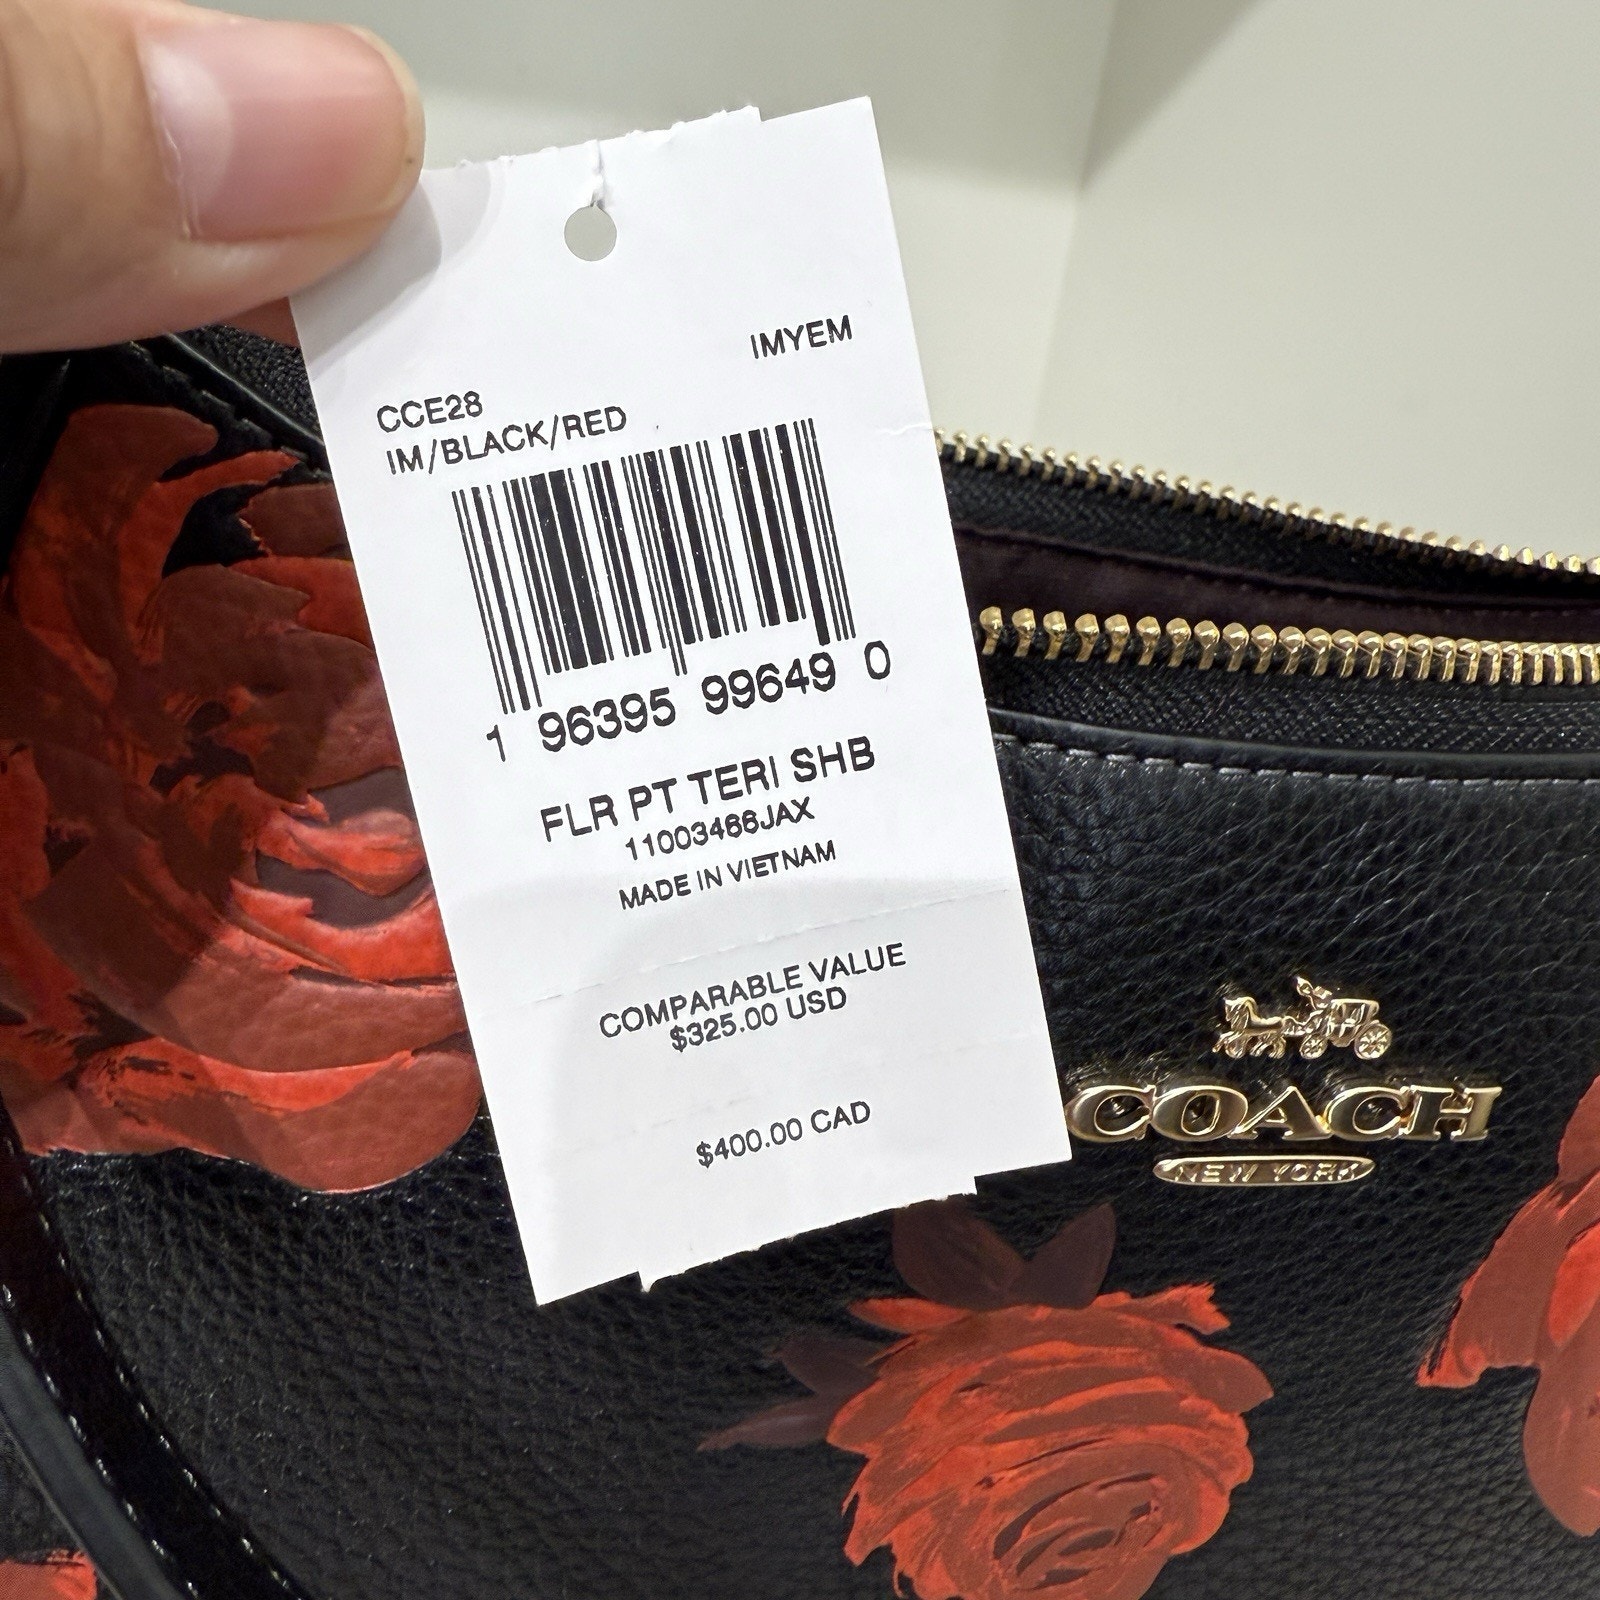 IMYEM
CCE28
IM/BLACK/RED
1 96395 99649 0
FLR PT TERI SHB
11003466JAX
MADE IN VIETNAM
COMPARABLE VALUE
$325.00 USD
$400.00 CAD
COACH
NEW YORK